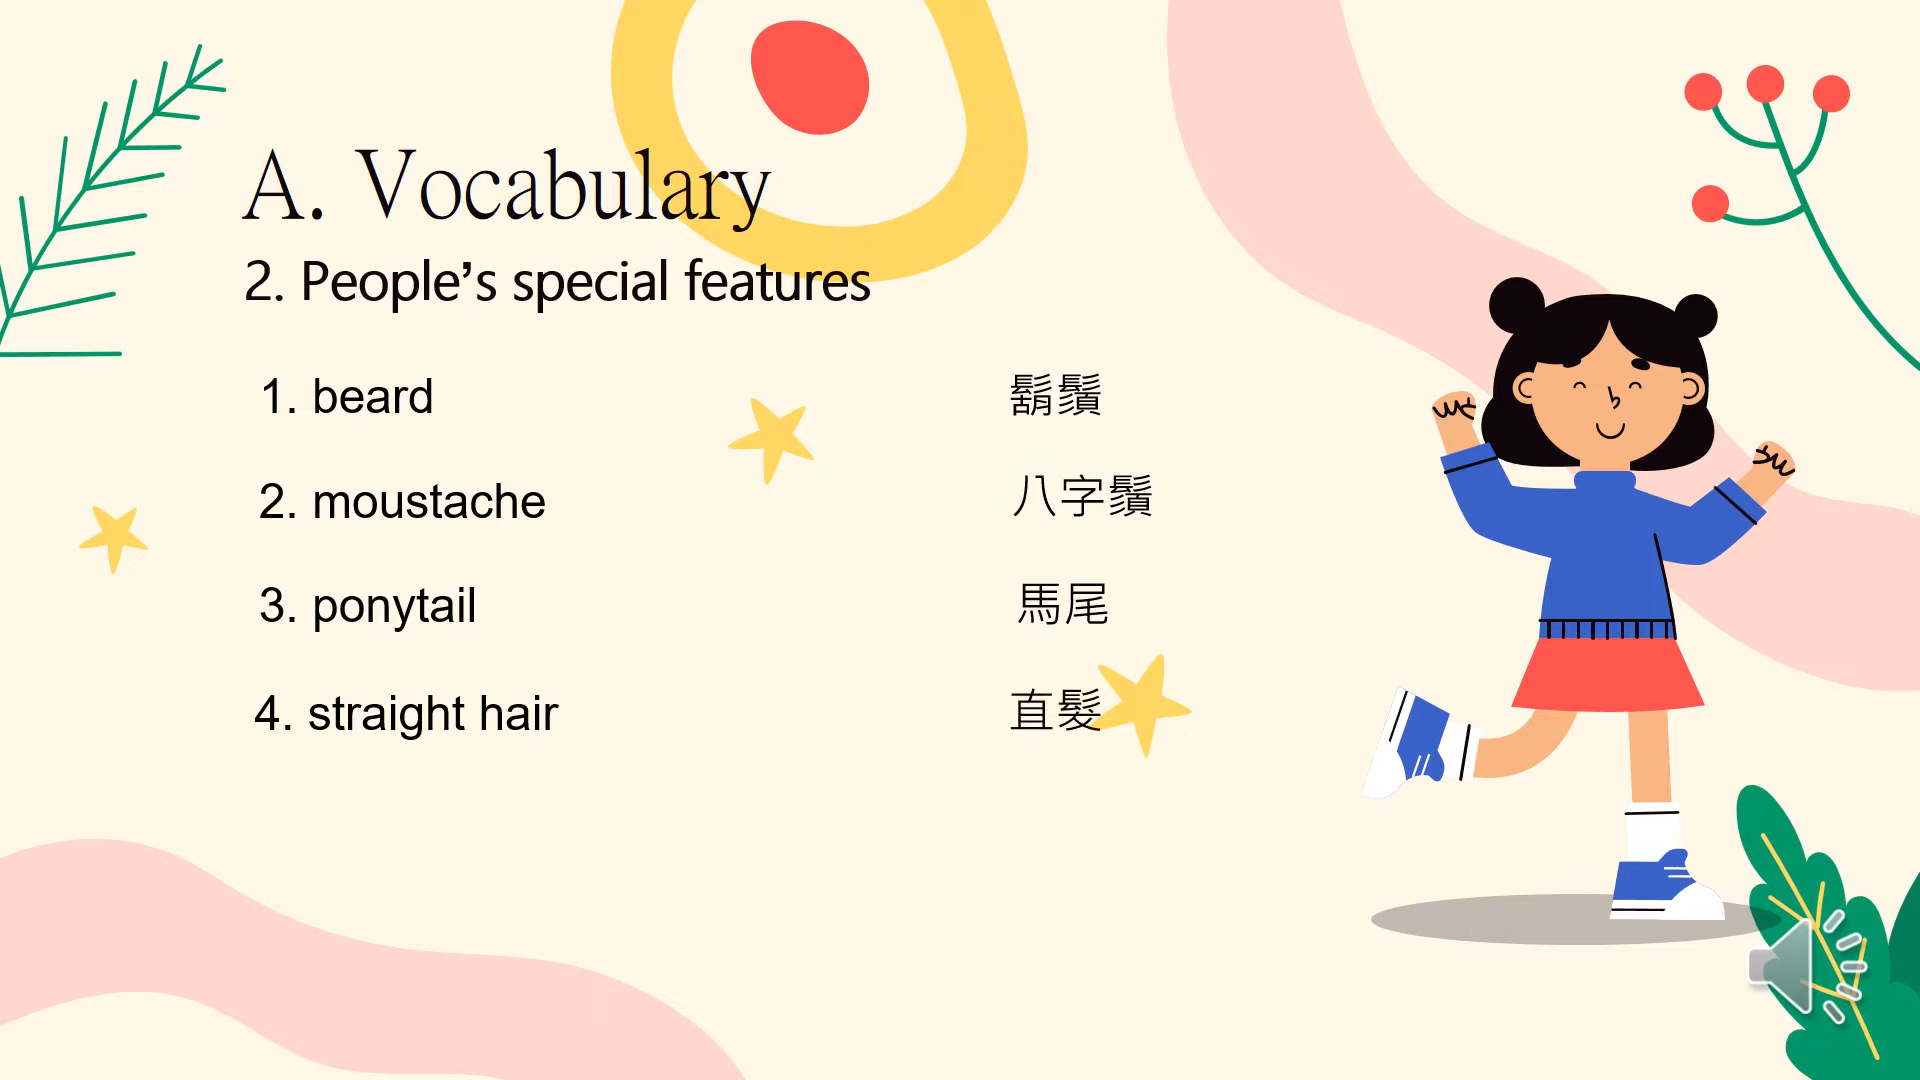 A. Vocabulary
2. People’s special features
1. beard 鬍鬚
2. moustache 八字鬚
3. ponytail 馬尾
4. straight hair 直髮